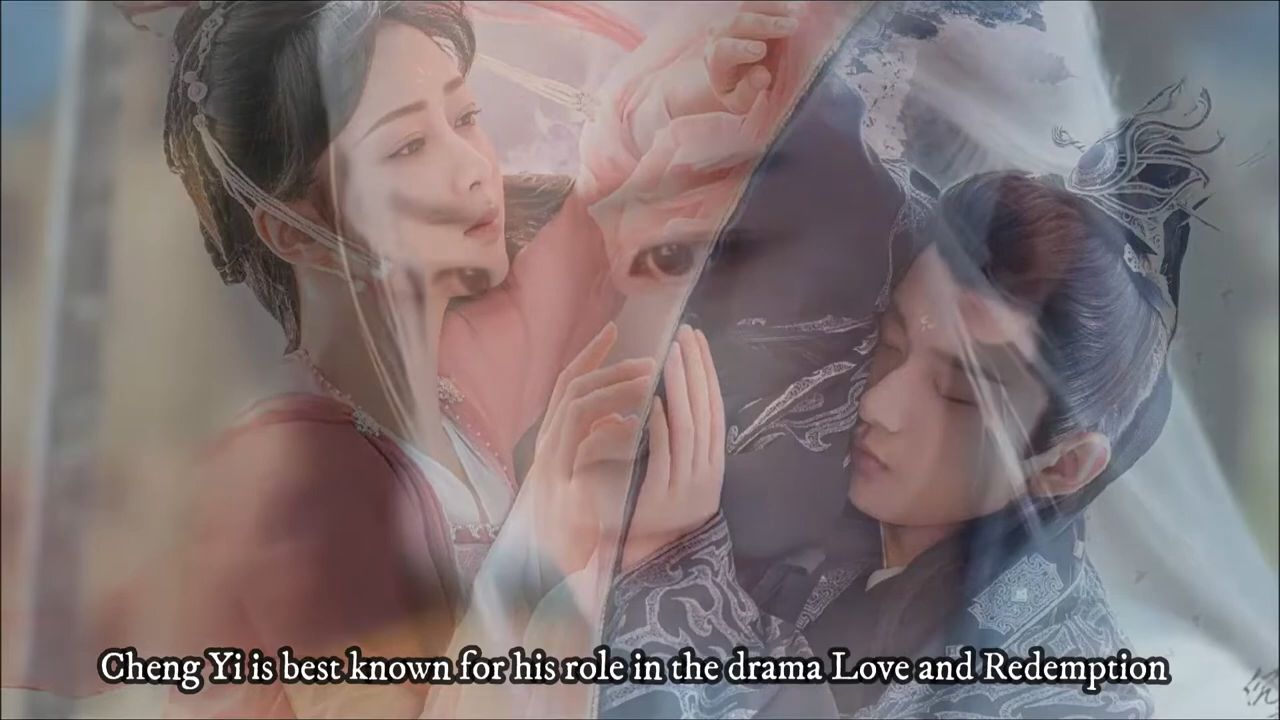 Cheng Yi is best known for his role in the drama Love and Redemption